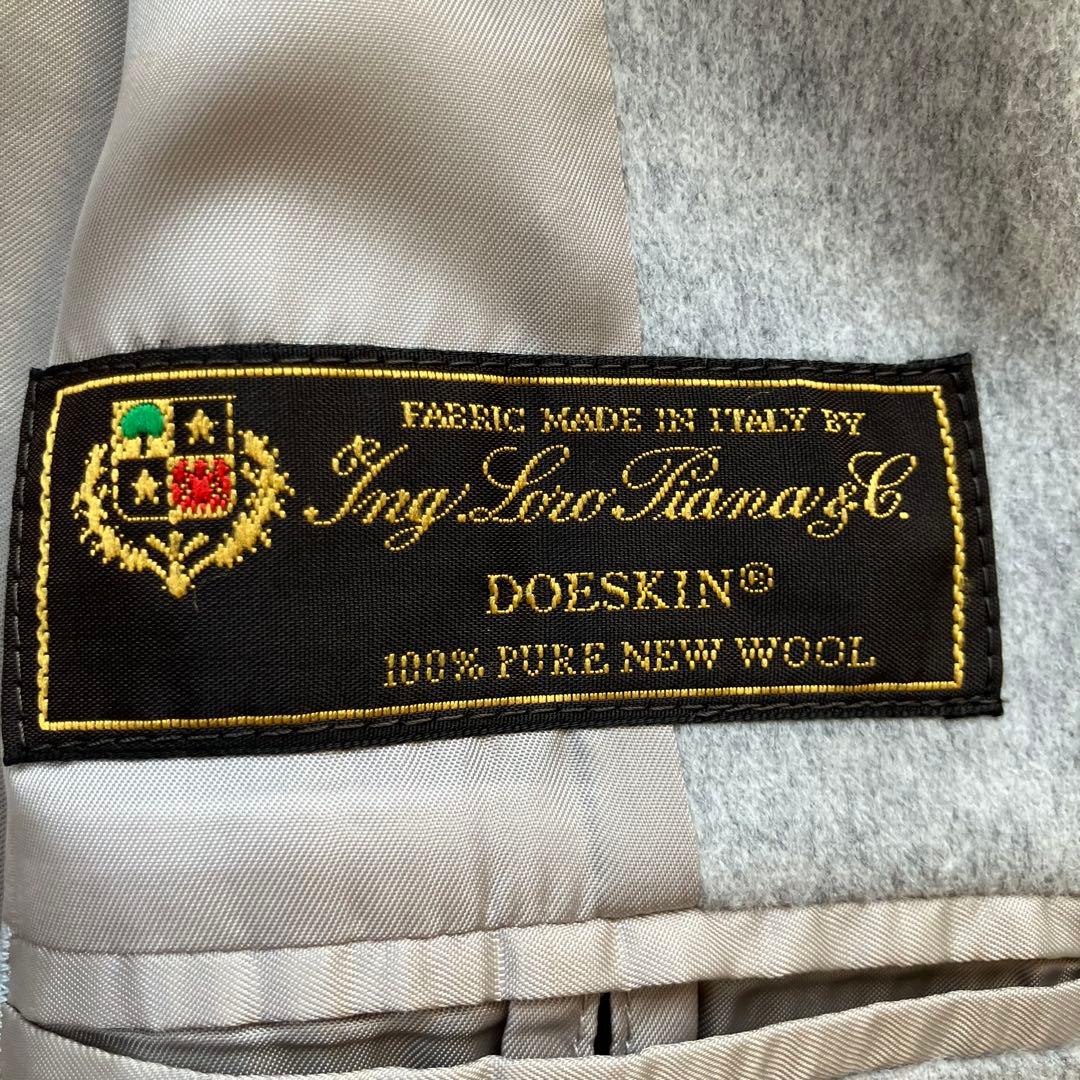 FABRIC MADE IN ITALY BY
Ing. Loro Piana & C.
DOESKIN®
100% PURE NEW WOOL